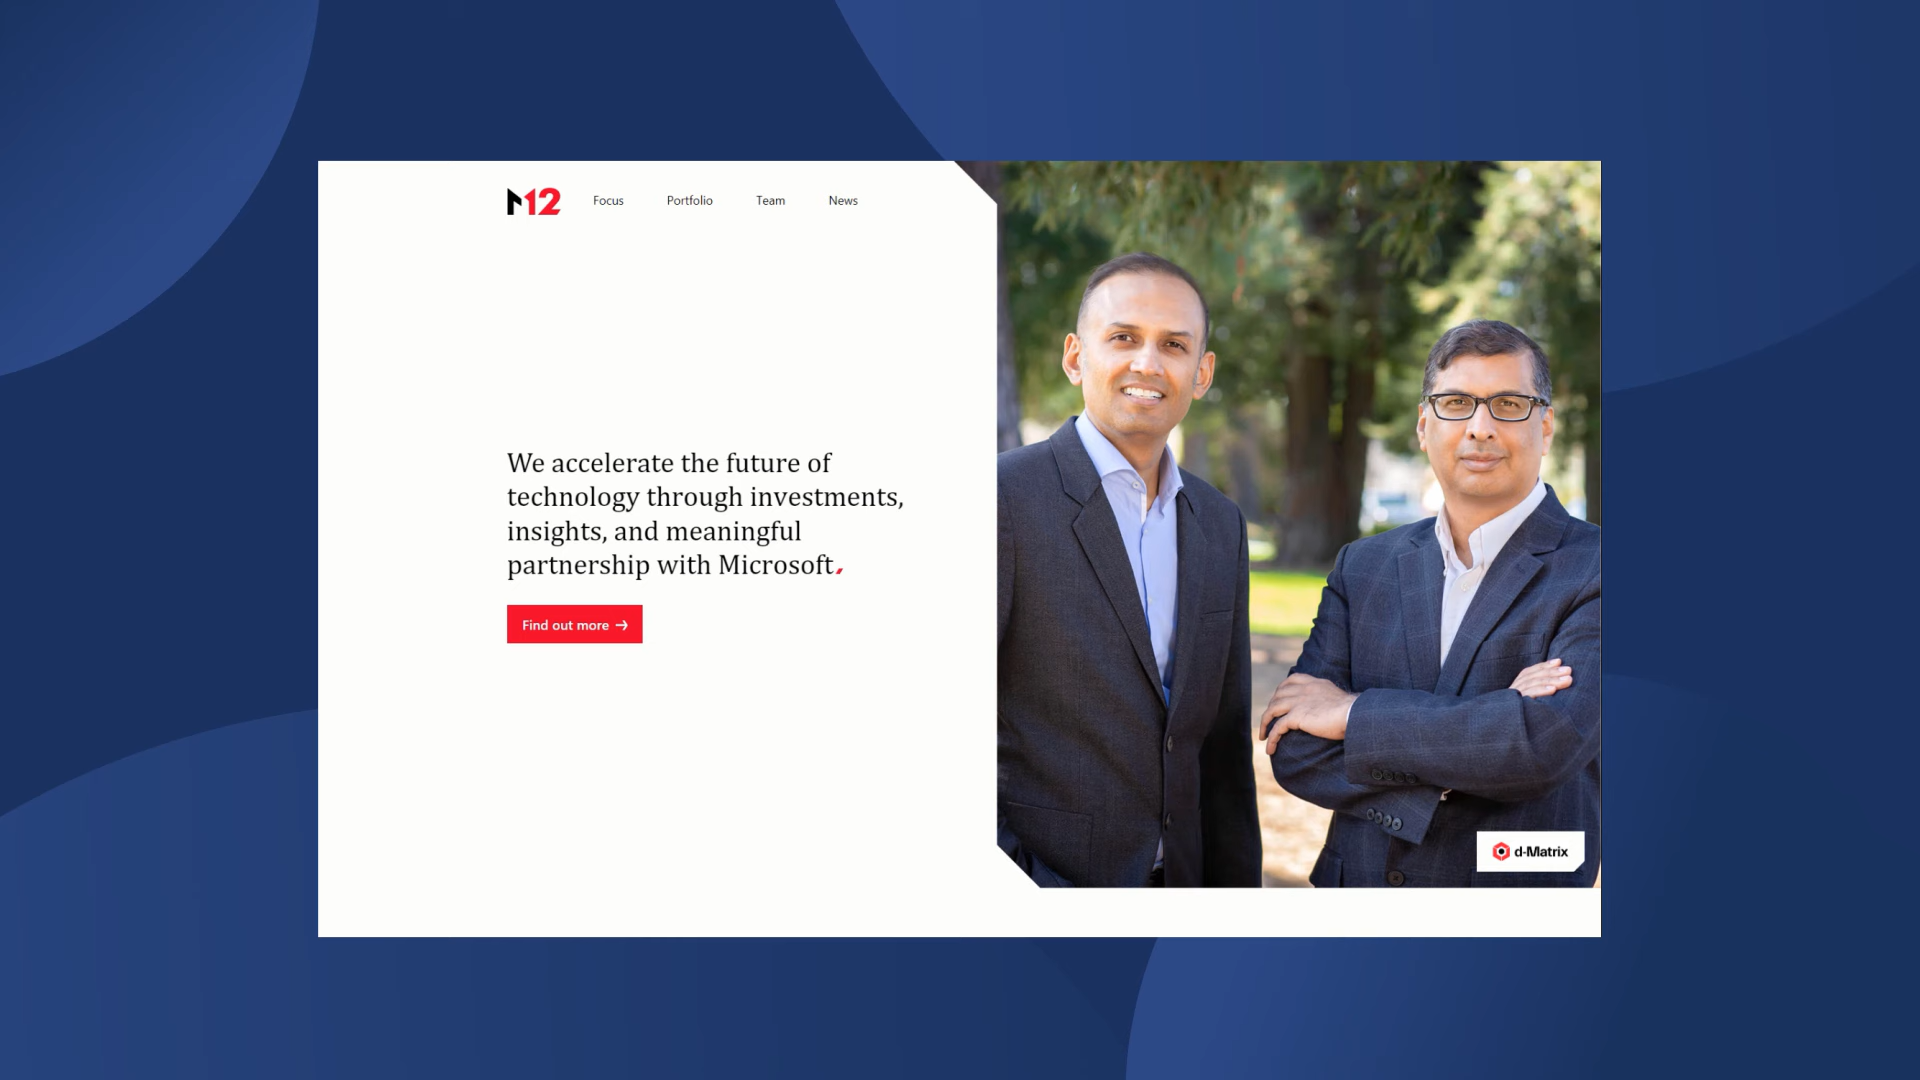 M12
Focus
Portfolio
Team
News
We accelerate the future of
technology through investments,
insights, and meaningful
partnership with Microsoft.
Find out more →
d-Matrix